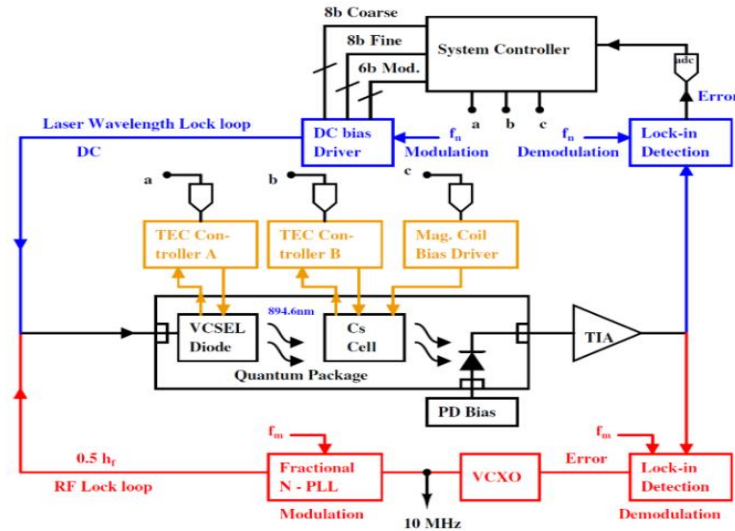 8b Coarse
8b Fine
6b Mod.
System Controller
adc
Error
a b c
Laser Wavelength Lock loop
DC
DC bias
Driver
fn
Modulation
fn
Demodulation
Lock-in
Detection
a
b
c
TEC Con-
troller A
TEC Con-
troller B
Mag. Coil
Bias Driver
VCSEL
Diode
894.6nm
Cs
Cell
Quantum Package
PD Bias
TIA
0.5 hf
RF Lock loop
fm
Fractional
N - PLL
Modulation
10 MHz
VCXO
Error
fm
Lock-in
Detection
Demodulation